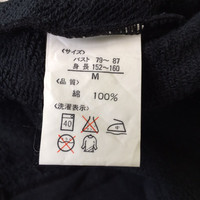 <サイズ>
バスト 79〜 87
身 長 152〜160
M
<品 質>
綿 100%
<洗濯表示>
40